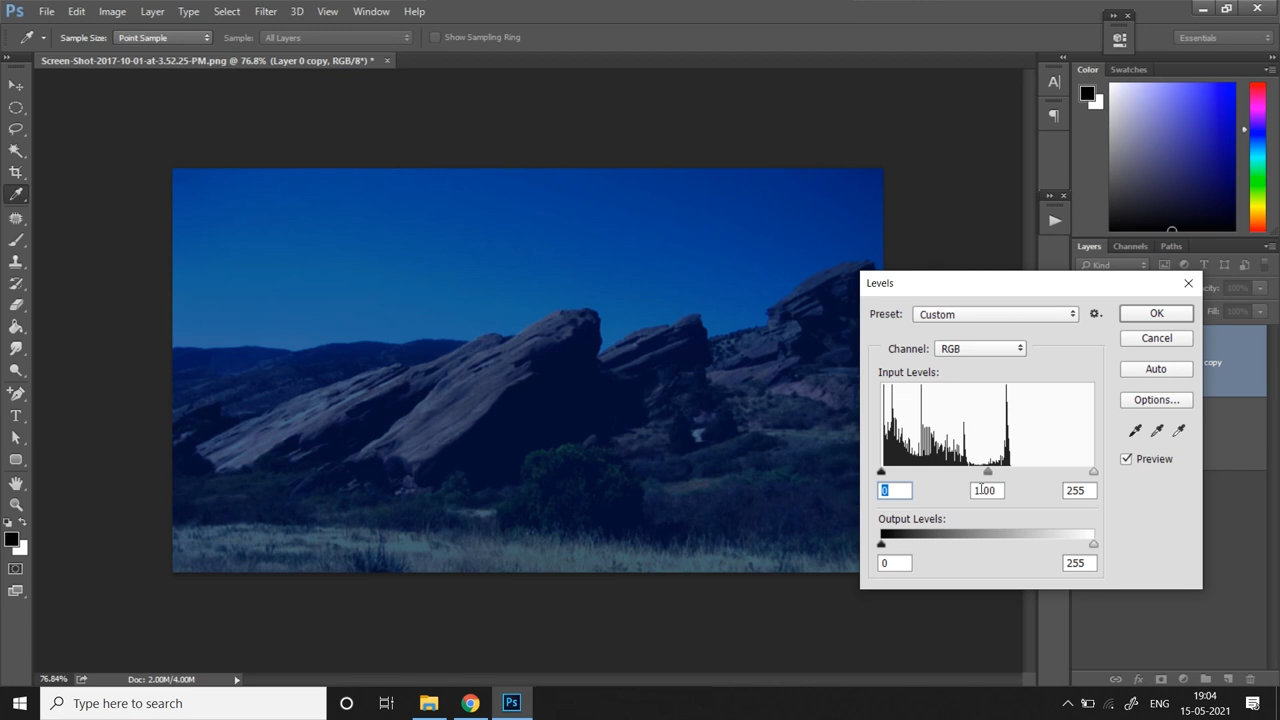 Ps File Edit Image Layer Type Select Filter 3D View Window Help
Sample Size: Point Sample Sample: All Layers Show Sampling Ring Essentials
Screen-Shot-2017-10-01-at-3.52.25-PM.png @ 76.8% (Layer 0 copy, RGB/8*) *
Color Swatches
Layers Channels Paths
Kind
100%
Fill: 100%
copy
Levels
Preset: Custom
OK
Channel: RGB
Cancel
Input Levels:
Auto
Options...
Preview
0 1.00 255
Output Levels:
0 255
76.84% Doc: 2.00M/4.00M
Type here to search
Ps
ENG
19:04
15-05-2021